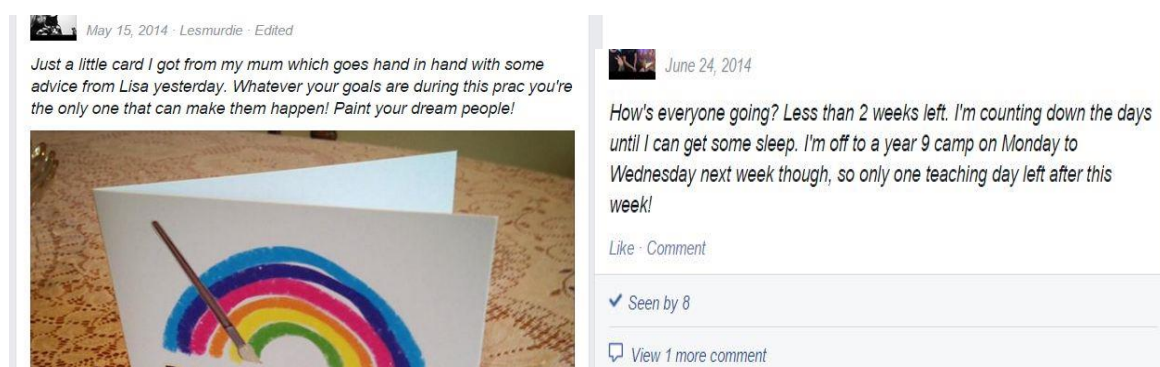 May 15, 2014 · Lesmurdie · Edited
Just a little card I got from my mum which goes hand in hand with some
advice from Lisa yesterday. Whatever your goals are during this prac you're
the only one that can make them happen! Paint your dream people!
June 24, 2014
How's everyone going? Less than 2 weeks left. I'm counting down the days
until I can get some sleep. I'm off to a year 9 camp on Monday to
Wednesday next week though, so only one teaching day left after this
week!
Like · Comment
Seen by 8
View 1 more comment